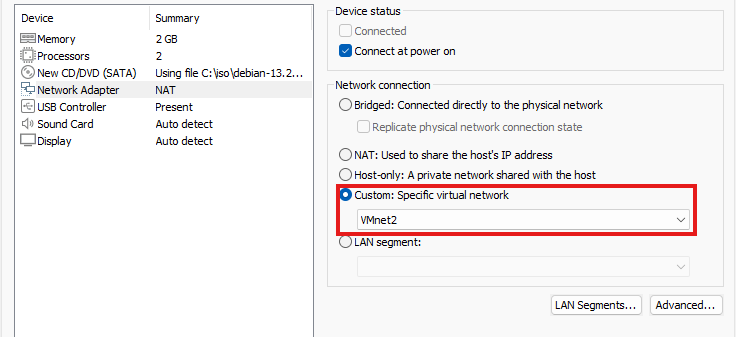 Device Summary
Memory 2 GB
Processors 2
New CD/DVD (SATA) Using file C:\iso\debian-13.2...
Network Adapter NAT
USB Controller Present
Sound Card Auto detect
Display Auto detect
Device status
Connected
Connect at power on
Network connection
Bridged: Connected directly to the physical network
Replicate physical network connection state
NAT: Used to share the host's IP address
Host-only: A private network shared with the host
Custom: Specific virtual network
VMnet2
LAN segment:
LAN Segments... Advanced...